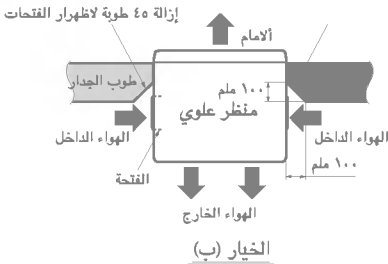 الامام
إزالة ٤٥ طوبة لاظهرار الفتحات
طوب الجدار
١٠٠ ملم
منظر علوي
الهواء الداخل
الهواء الداخل
١٠٠ ملم
الفتحة
الهواء الخارج
الخيار (ب)